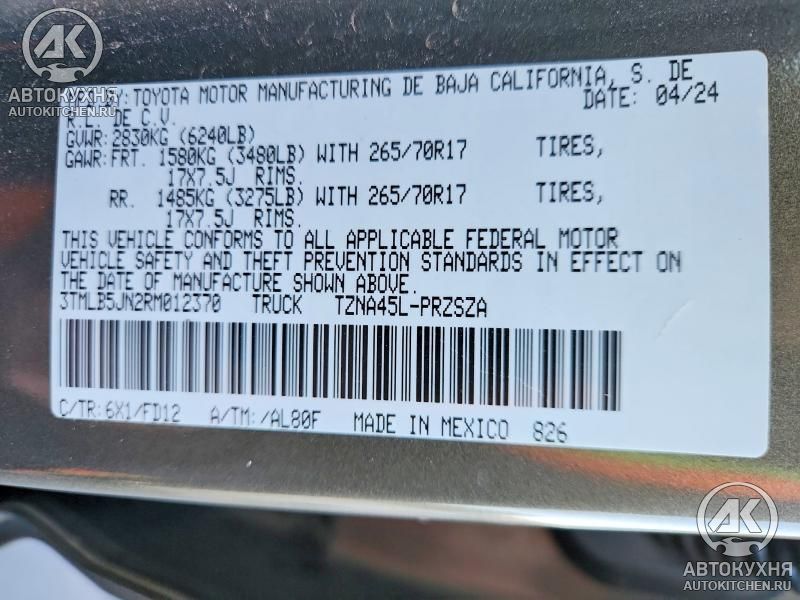 АК
АВТОКУХНЯ
AUTOKITCHEN.RU
BY:TOYOTA MOTOR MANUFACTURING DE BAJA CALIFORNIA, S. DE
R.L. DE C.V. DATE: 04/24
GVWR:2830KG (6240LB)
GAWR:FRT. 1580KG (3480LB) WITH 265/70R17 TIRES,
17X7.5J RIMS.
RR. 1485KG (3275LB) WITH 265/70R17 TIRES,
17X7.5J RIMS.
THIS VEHICLE CONFORMS TO ALL APPLICABLE FEDERAL MOTOR
VEHICLE SAFETY AND THEFT PREVENTION STANDARDS IN EFFECT ON
THE DATE OF MANUFACTURE SHOWN ABOVE.
3TMLB5JN2RM012370 TRUCK TZNA45L-PRZSZA
C/TR:6X1/FD12 A/TM:/AL80F MADE IN MEXICO 826
АК
АВТОКУХНЯ
AUTOKITCHEN.RU